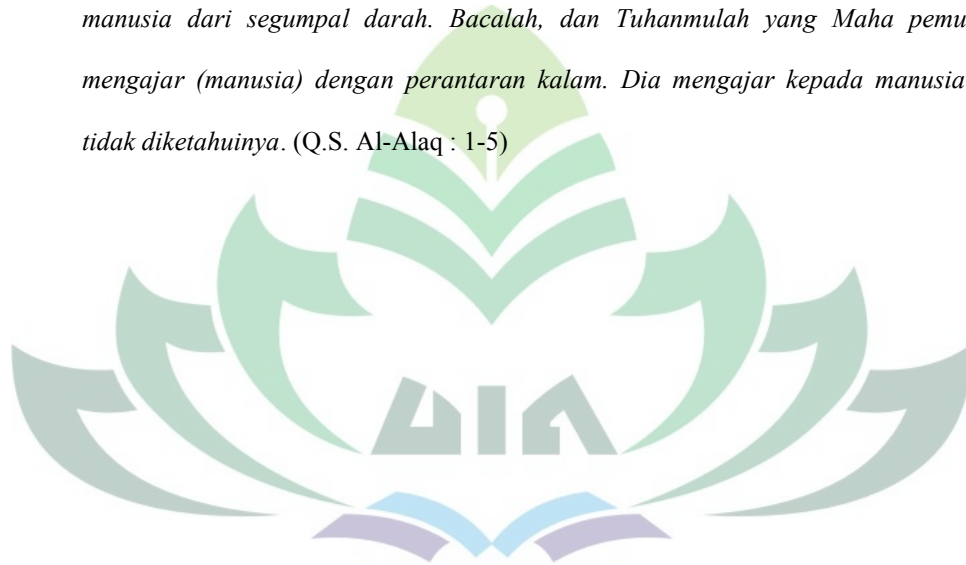 manusia dari segumpal darah. Bacalah, dan Tuhanmulah yang Maha pemu
mengajar (manusia) dengan perantaran kalam. Dia mengajar kepada manusia
tidak diketahuinya. (Q.S. Al-Alaq : 1-5)
UIN